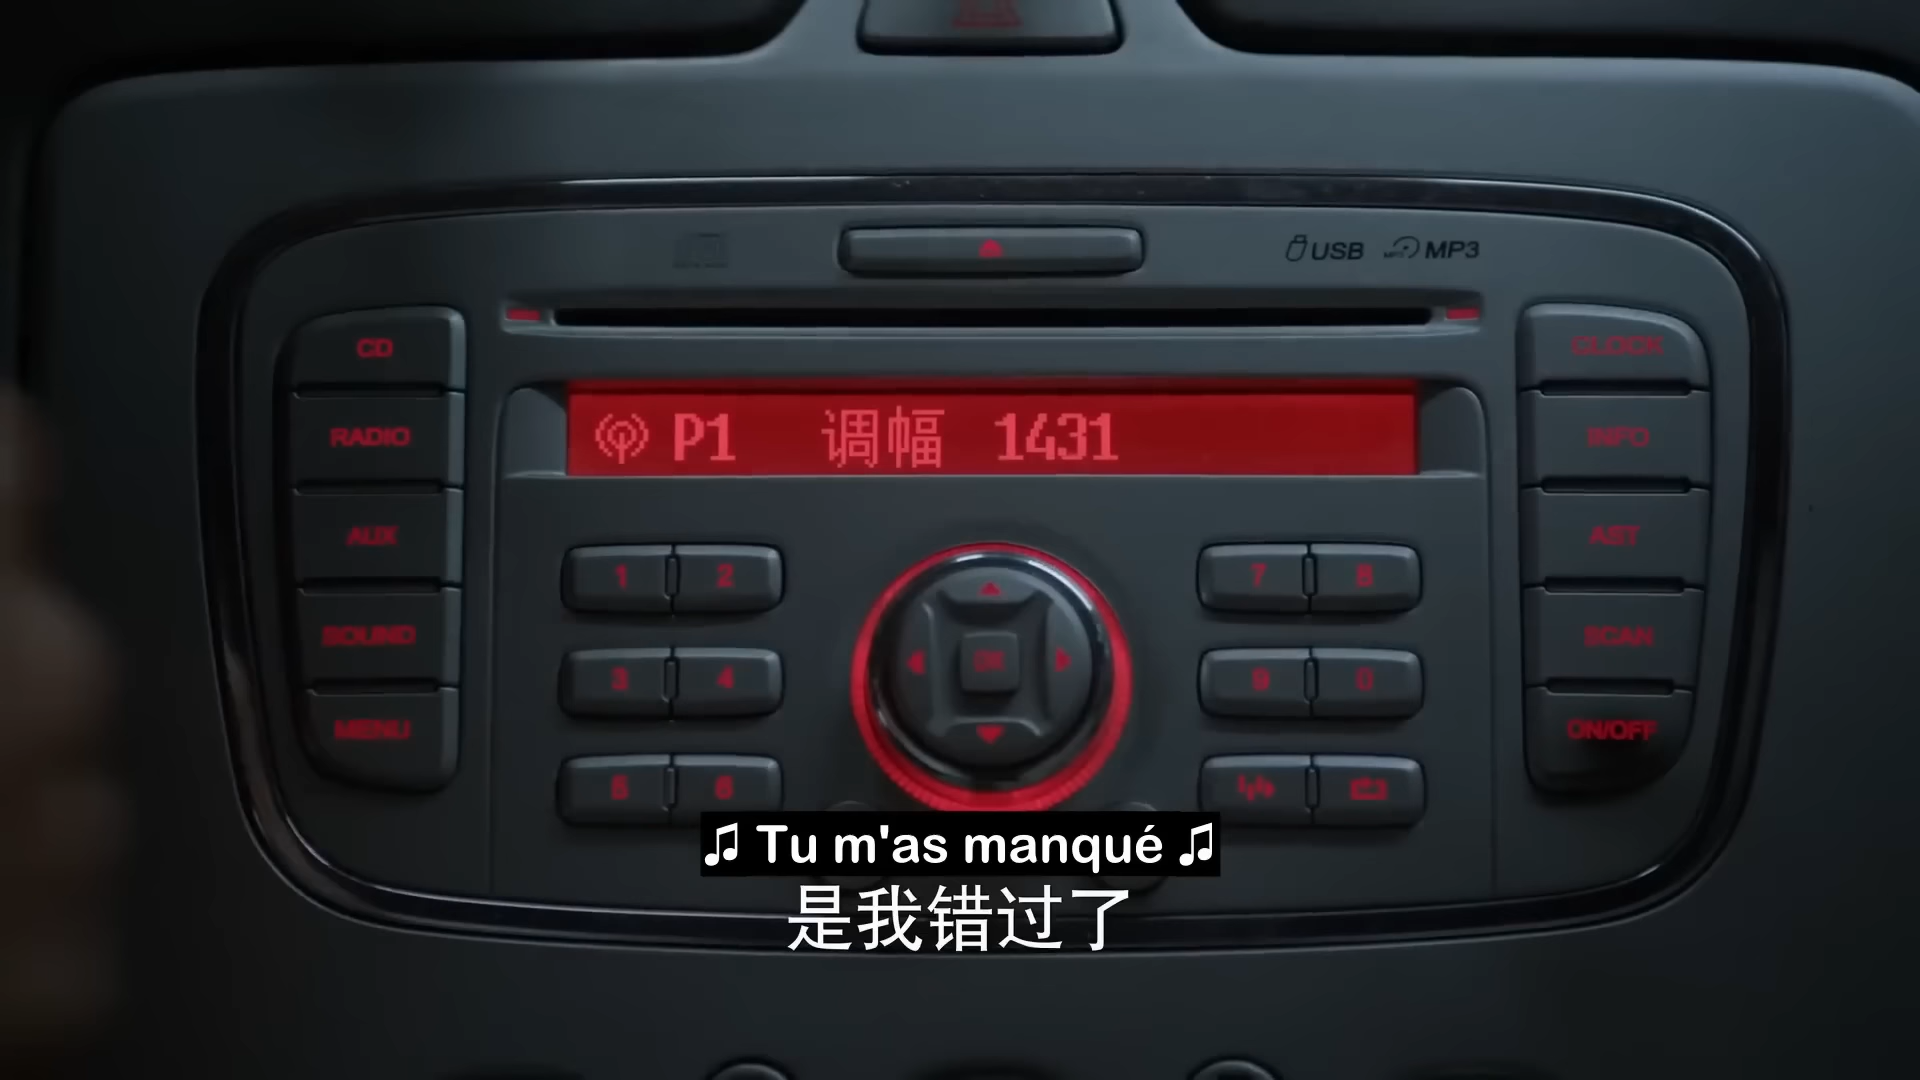 USB MP3
CD
CLOCK
P1 调幅 1431
RADIO
INFO
AUX
AST
1 2
7 8
SOUND
OK
SCAN
3 4
9 0
MENU
ON/OFF
5 6
♫ Tu m'as manqué ♫
是我错过了